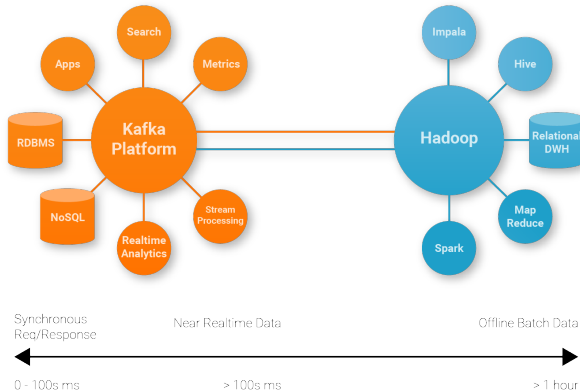 Search
Impala
Apps
Metrics
Hive
Kafka
Platform
Hadoop
RDBMS
Relational
DWH
NoSQL
Stream
Processing
Map
Reduce
Realtime
Analytics
Spark
Synchronous
Req/Response
Near Realtime Data
Offline Batch Data
0 - 100s ms
> 100s ms
> 1 hour